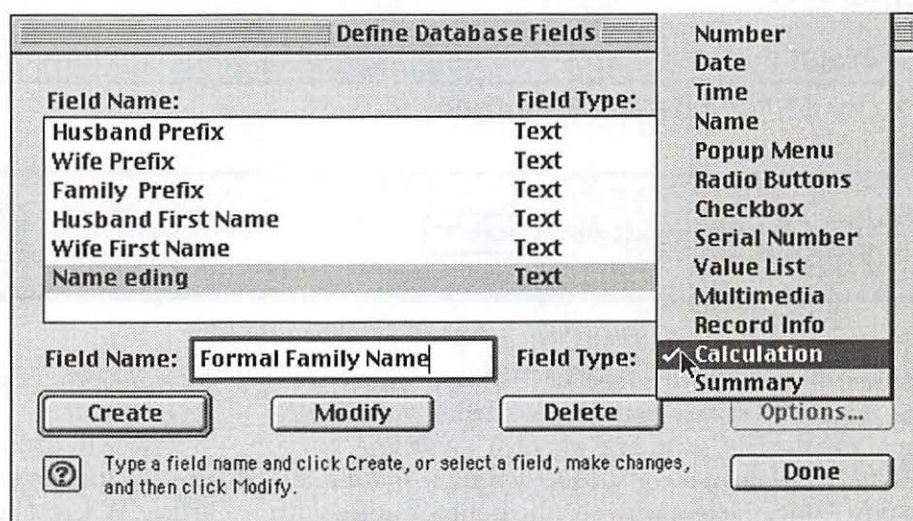 Define Database Fields
Field Name: Field Type:
Husband Prefix Text
Wife Prefix Text
Family Prefix Text
Husband First Name Text
Wife First Name Text
Name eding Text
Number
Date
Time
Name
Popup Menu
Radio Buttons
Checkbox
Serial Number
Value List
Multimedia
Record Info
Calculation
Summary
Field Name: Formal Family Name Field Type:
Create Modify Delete Options...
Type a field name and click Create, or select a field, make changes,
and then click Modify.
Done